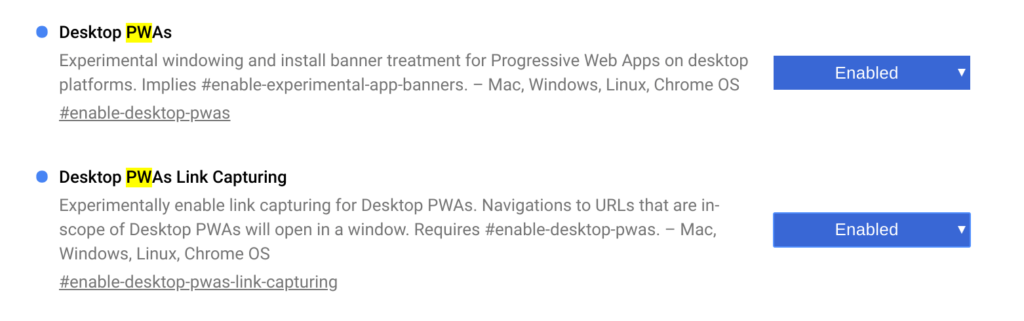 Desktop PWAs
Experimental windowing and install banner treatment for Progressive Web Apps on desktop
platforms. Implies #enable-experimental-app-banners. – Mac, Windows, Linux, Chrome OS
#enable-desktop-pwas
Enabled
Desktop PWAs Link Capturing
Experimentally enable link capturing for Desktop PWAs. Navigations to URLs that are in-
scope of Desktop PWAs will open in a window. Requires #enable-desktop-pwas. – Mac,
Windows, Linux, Chrome OS
#enable-desktop-pwas-link-capturing
Enabled